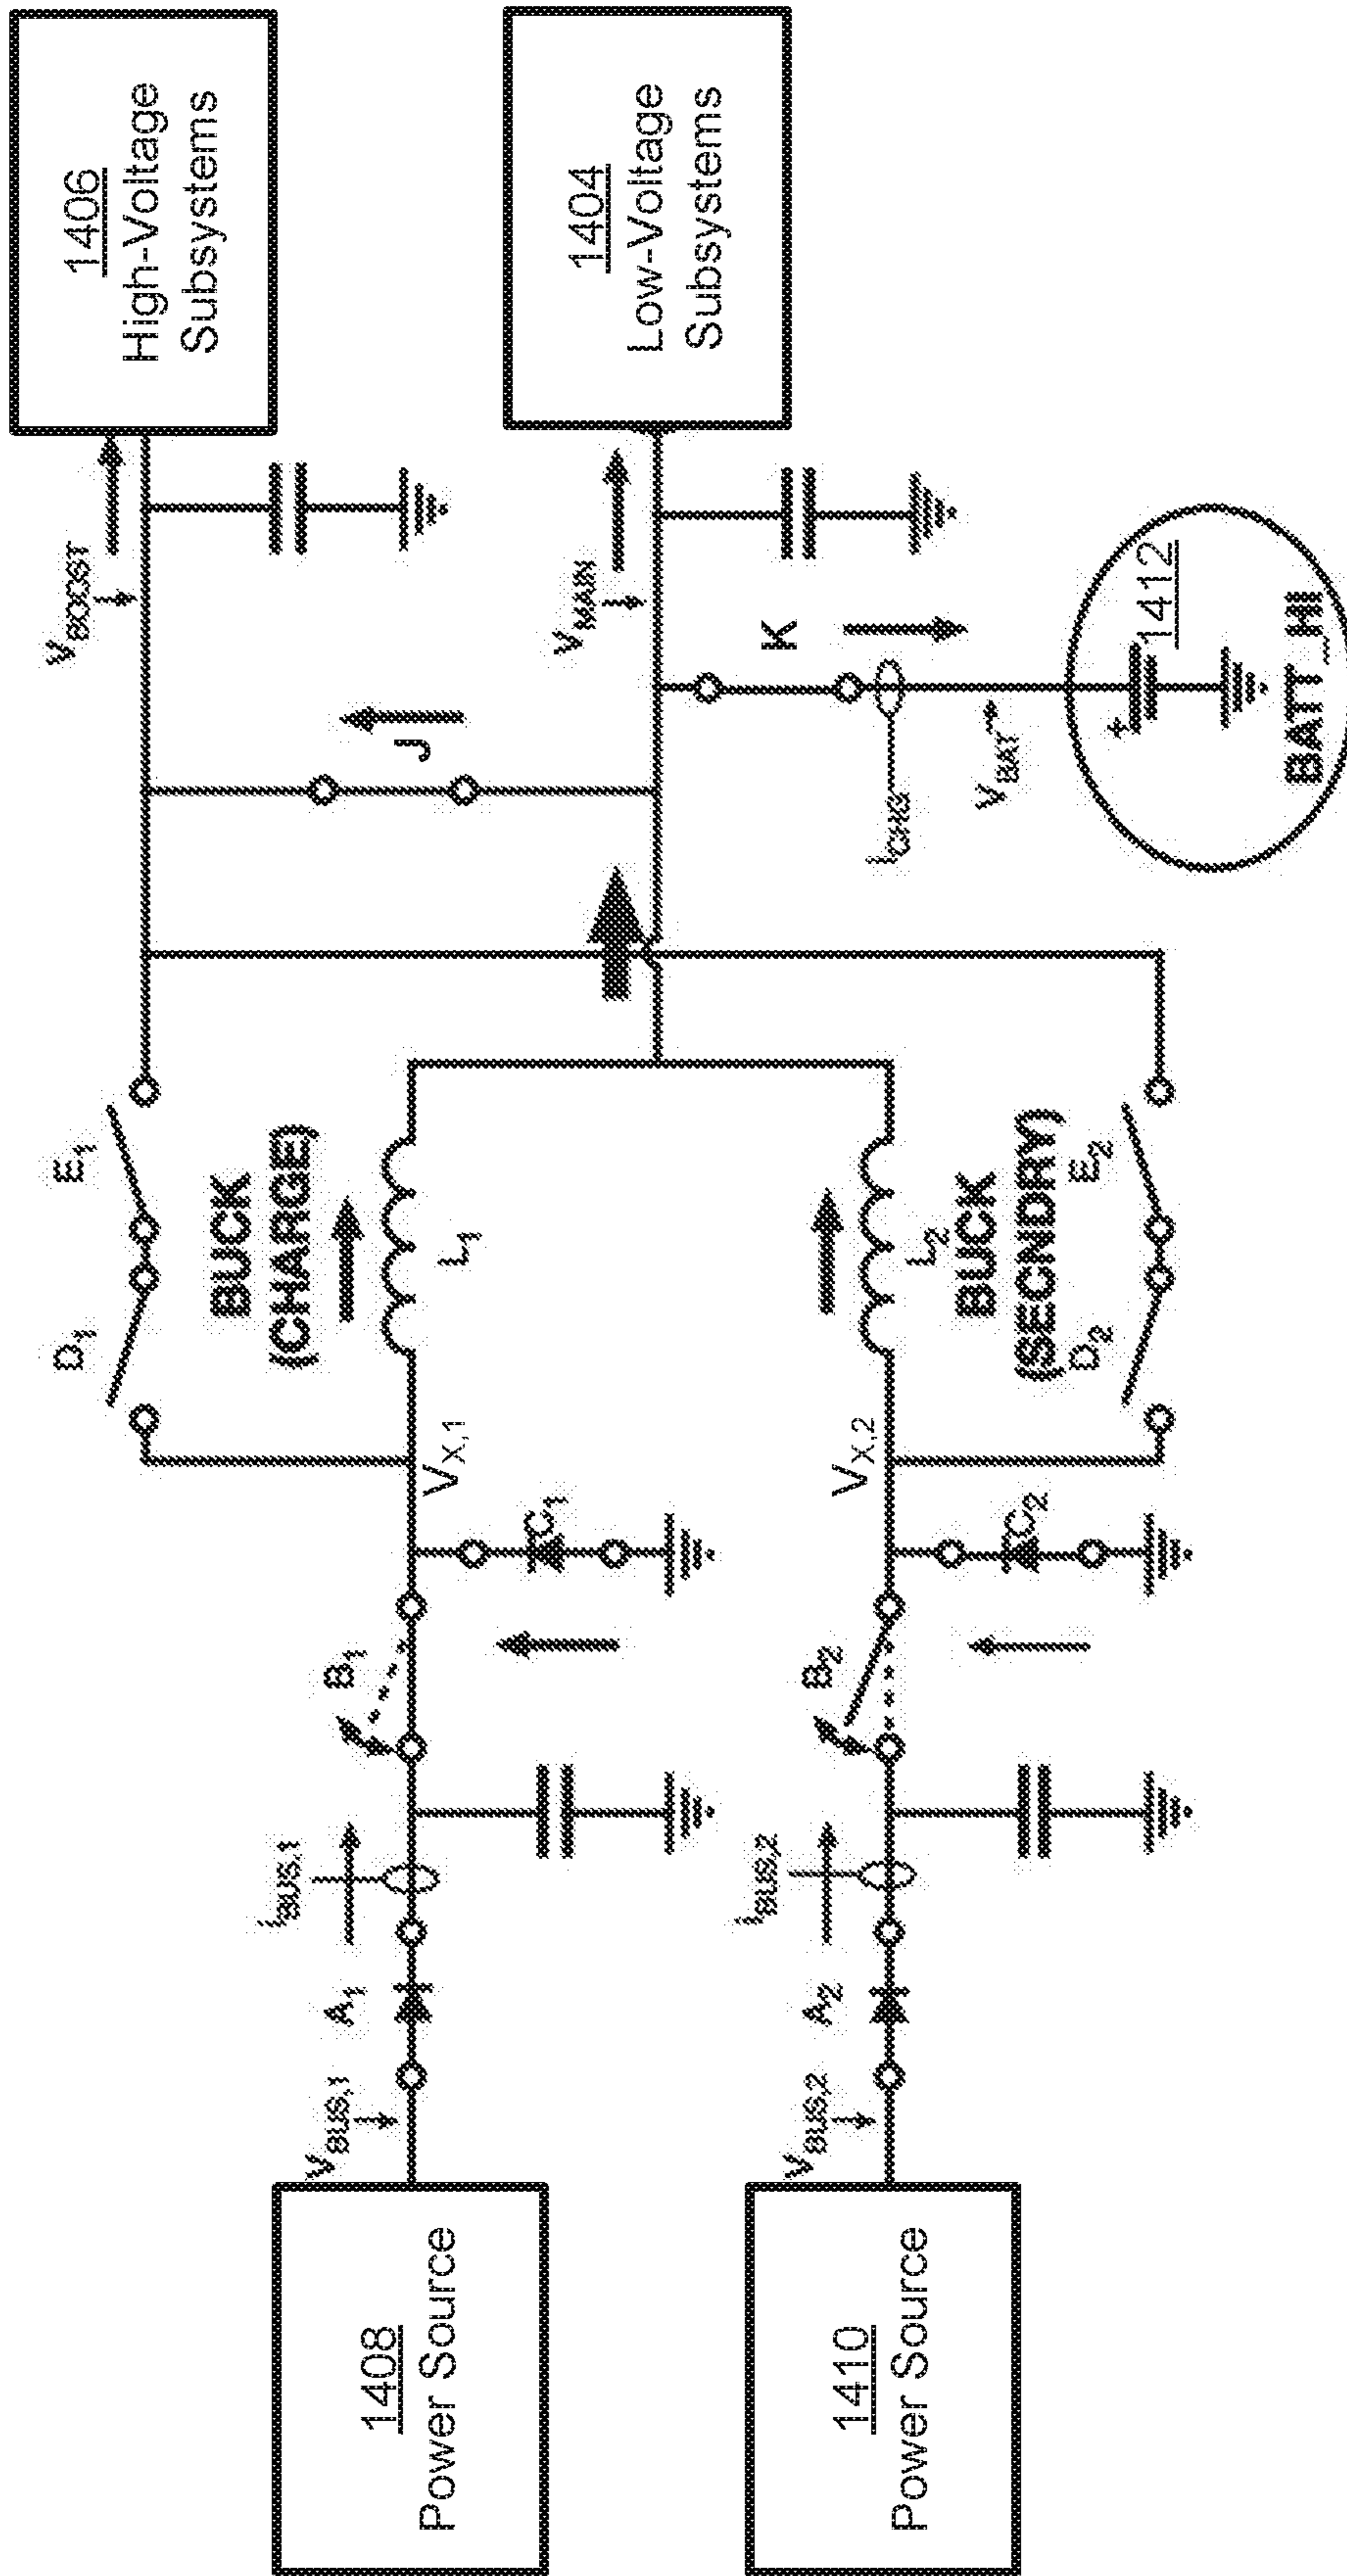 1406
High-Voltage
Subsystems
1404
Low-Voltage
Subsystems
V_BOOST
V_MAIN
J
K
I_CHG
V_BAT
1412
BATT_HI
D₁
E₁
BUCK
(CHARGE)
L₁
V_X,1
B₁
C₁
I_BUS,1
A₁
V_BUS,1
1408
Power Source
L₂
BUCK
(SECNDRY)
D₂
E₂
V_X,2
B₂
C₂
I_BUS,2
A₂
V_BUS,2
1410
Power Source